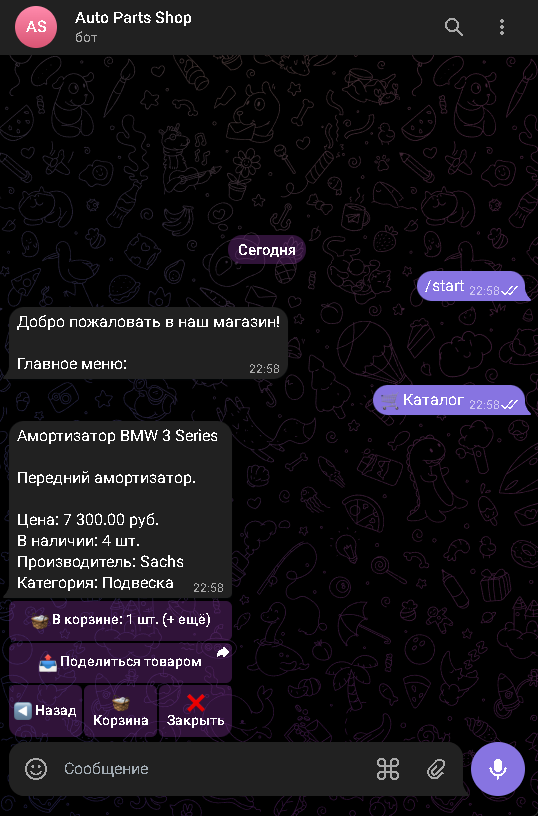 AS
Auto Parts Shop
бот
Сегодня
/start 22:58
Добро пожаловать в наш магазин!
Главное меню:
22:58
Каталог 22:58
Амортизатор BMW 3 Series
Передний амортизатор.
Цена: 7 300.00 руб.
В наличии: 4 шт.
Производитель: Sachs
Категория: Подвеска 22:58
В корзине: 1 шт. (+ ещё)
Поделиться товаром
Назад
Корзина
Закрыть
Сообщение